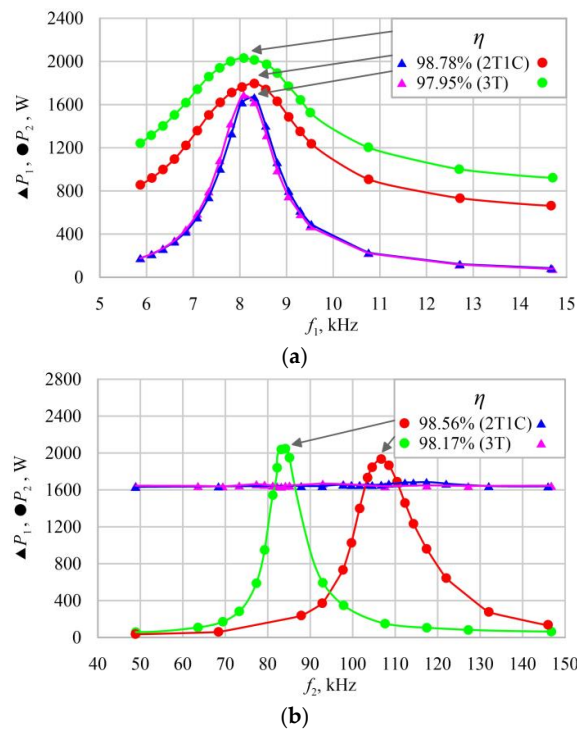 2400
2000
1600
1200
800
400
0
▲P₁, ●P₂, W
η
98.78% (2T1C)
97.95% (3T)
5 6 7 8 9 10 11 12 13 14 15
f₁, kHz
(a)
2800
2400
2000
1600
1200
800
400
0
▲P₁, ●P₂, W
η
98.56% (2T1C)
98.17% (3T)
40 50 60 70 80 90 100 110 120 130 140 150
f₂, kHz
(b)